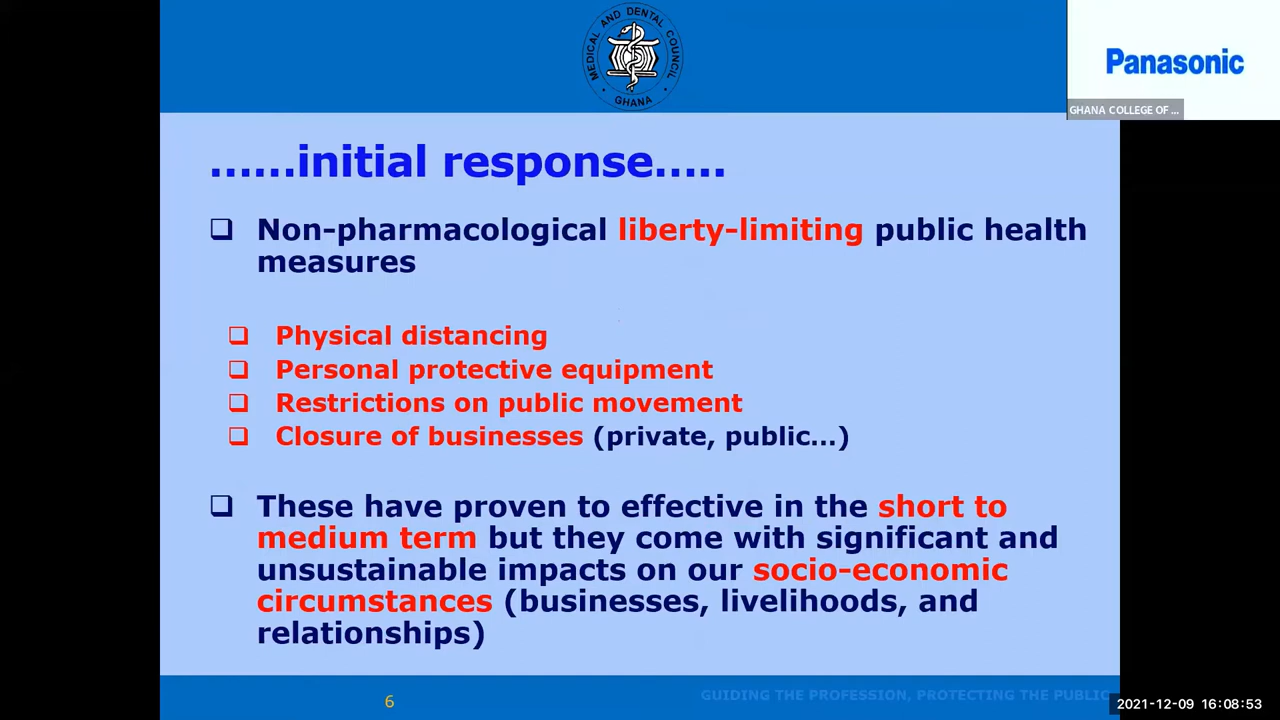 MEDICAL AND DENTAL COUNCIL
• GHANA •
Panasonic
GHANA COLLEGE OF ...
......initial response.....
Non-pharmacological liberty-limiting public health
measures
Physical distancing
Personal protective equipment
Restrictions on public movement
Closure of businesses (private, public...)
These have proven to effective in the short to
medium term but they come with significant and
unsustainable impacts on our socio-economic
circumstances (businesses, livelihoods, and
relationships)
6
GUIDING THE PROFESSION, PROTECTING THE PUBLIC
2021-12-09 16:08:53